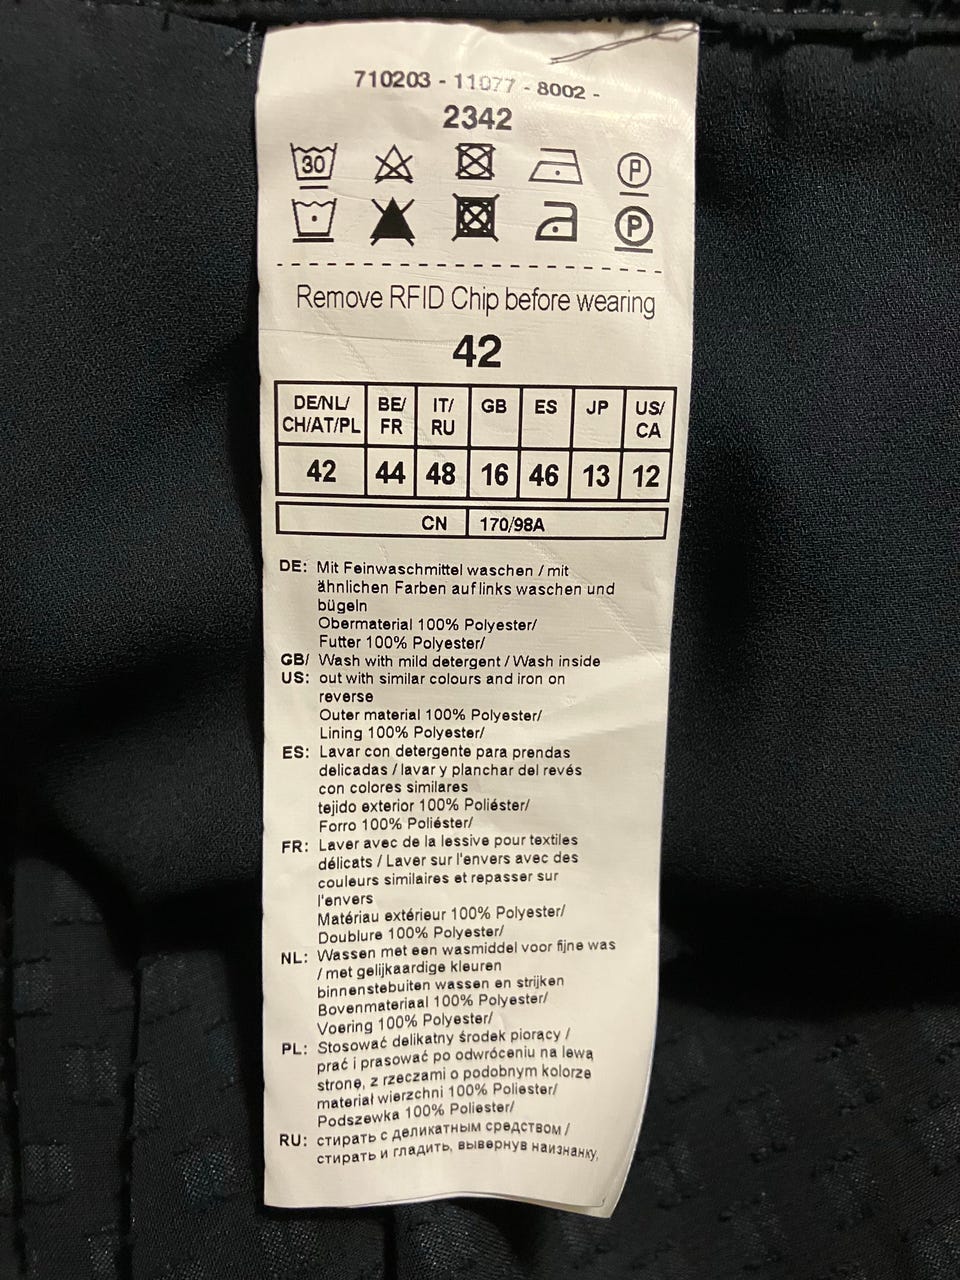 710203 - 11077 - 8002 -
2342
30
P
P
Remove RFID Chip before wearing
42
DE/NL/ CH/AT/PL BE/ FR IT/ RU GB ES JP US/ CA
42 44 48 16 46 13 12
CN 170/98A
DE: Mit Feinwaschmittel waschen / mit
ähnlichen Farben auf links waschen und
bügeln
Obermaterial 100% Polyester/
Futter 100% Polyester/
GB/ Wash with mild detergent / Wash inside
US: out with similar colours and iron on
reverse
Outer material 100% Polyester/
Lining 100% Polyester/
ES: Lavar con detergente para prendas
delicadas / lavar y planchar del revés
con colores similares
tejido exterior 100% Poliéster/
Forro 100% Poliéster/
FR: Laver avec de la lessive pour textiles
délicats / Laver sur l'envers avec des
couleurs similaires et repasser sur
l'envers
Matériau extérieur 100% Polyester/
Doublure 100% Polyester/
NL: Wassen met een wasmiddel voor fijne was
/ met gelijkaardige kleuren
binnenstebuiten wassen en strijken
Bovenmateriaal 100% Polyester/
Voering 100% Polyester/
PL: Stosować delikatny środek piorący /
prać i prasować po odwróceniu na lewą
stronę, z rzeczami o podobnym kolorze
materiał wierzchni 100% Poliester/
Podszewka 100% Poliester/
RU: стирать с деликатным средством /
стирать и гладить, вывернув наизнанку,